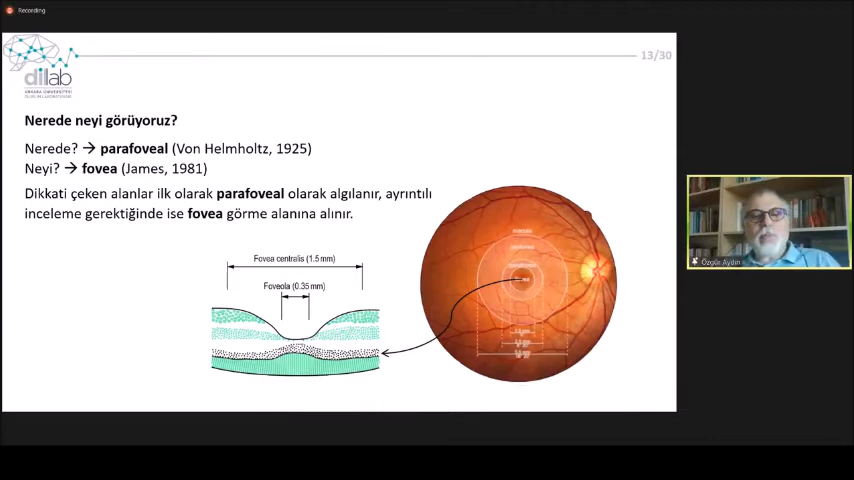 Recording
13/30
dilab
ANKARA ÜNİVERSİTESİ
Nerede neyi görüyoruz?
Nerede? → parafoveal (Von Helmholtz, 1925)
Neyi? → fovea (James, 1981)
Dikkati çeken alanlar ilk olarak parafoveal olarak algılanır, ayrıntılı
inceleme gerektiğinde ise fovea görme alanına alınır.
Fovea centralis (1.5 mm)
Foveola (0.35 mm)
Özgür Aydın